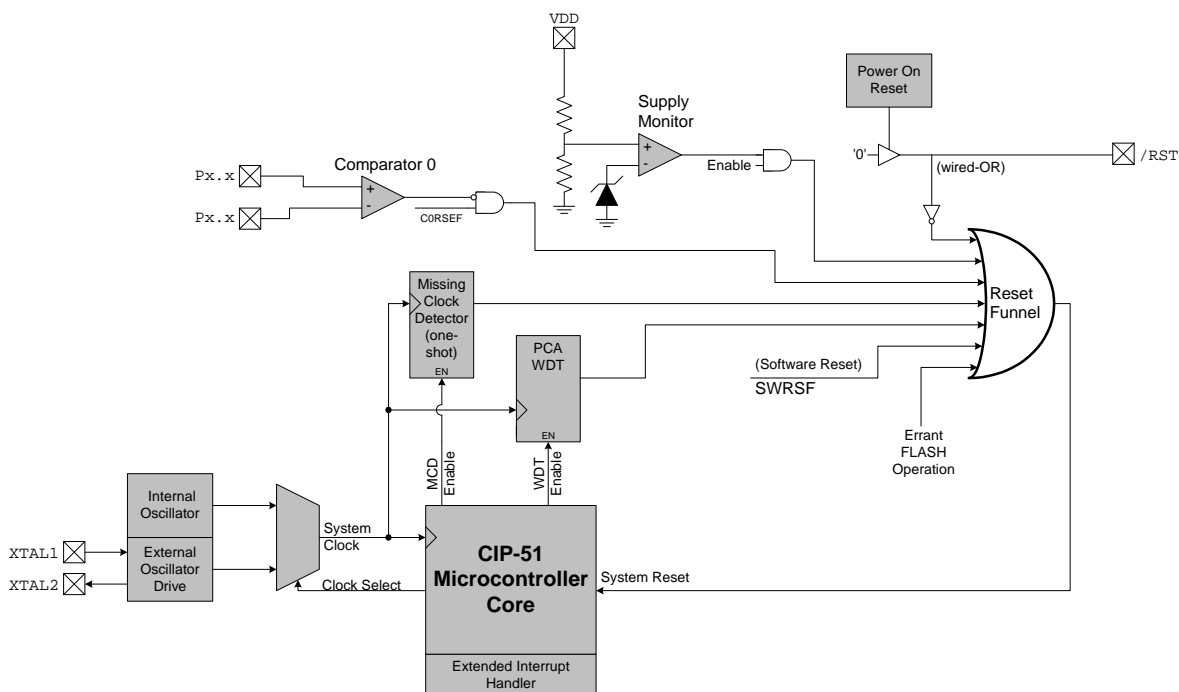 VDD
Power On
Reset
Supply
Monitor
+
-
Enable
'0'
(wired-OR)
/RST
Comparator 0
Px.x
+
Px.x
-
C0RSEF
Missing
Clock
Detector
(one-
shot)
EN
PCA
WDT
EN
Reset
Funnel
(Software Reset)
SWRSF
Errant
FLASH
Operation
MCD
Enable
WDT
Enable
Internal
Oscillator
External
Oscillator
Drive
XTAL1
XTAL2
System
Clock
Clock Select
CIP-51
Microcontroller
Core
System Reset
Extended Interrupt
Handler